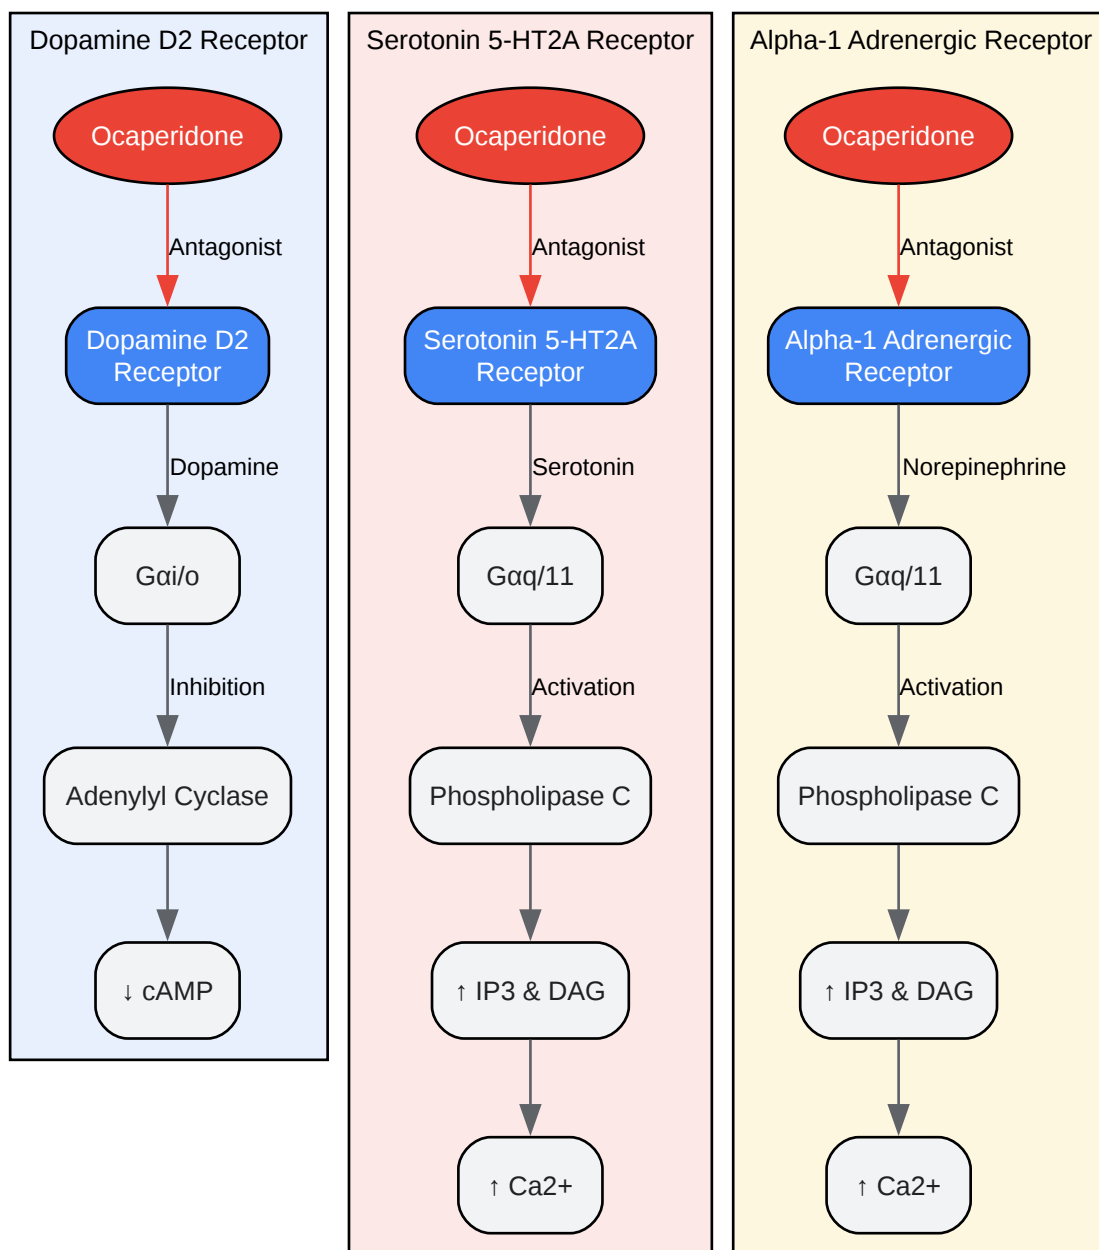 Dopamine D2 Receptor
Ocaperidone
Antagonist
Dopamine D2
Receptor
Dopamine
Gαi/o
Inhibition
Adenylyl Cyclase
↓ cAMP
Serotonin 5-HT2A Receptor
Ocaperidone
Antagonist
Serotonin 5-HT2A
Receptor
Serotonin
Gαq/11
Activation
Phospholipase C
↑ IP3 & DAG
↑ Ca2+
Alpha-1 Adrenergic Receptor
Ocaperidone
Antagonist
Alpha-1 Adrenergic
Receptor
Norepinephrine
Gαq/11
Activation
Phospholipase C
↑ IP3 & DAG
↑ Ca2+